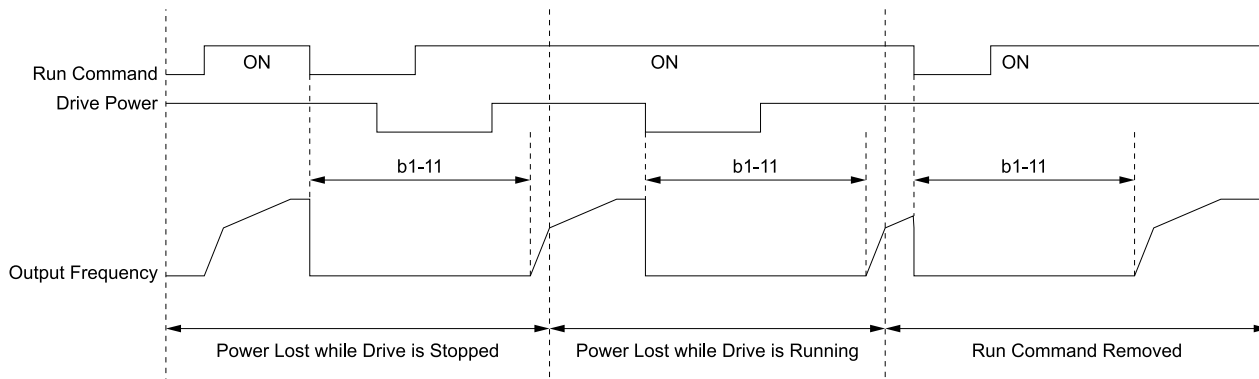 Run Command
ON
ON
ON
Drive Power
b1-11
b1-11
b1-11
Output Frequency
Power Lost while Drive is Stopped
Power Lost while Drive is Running
Run Command Removed